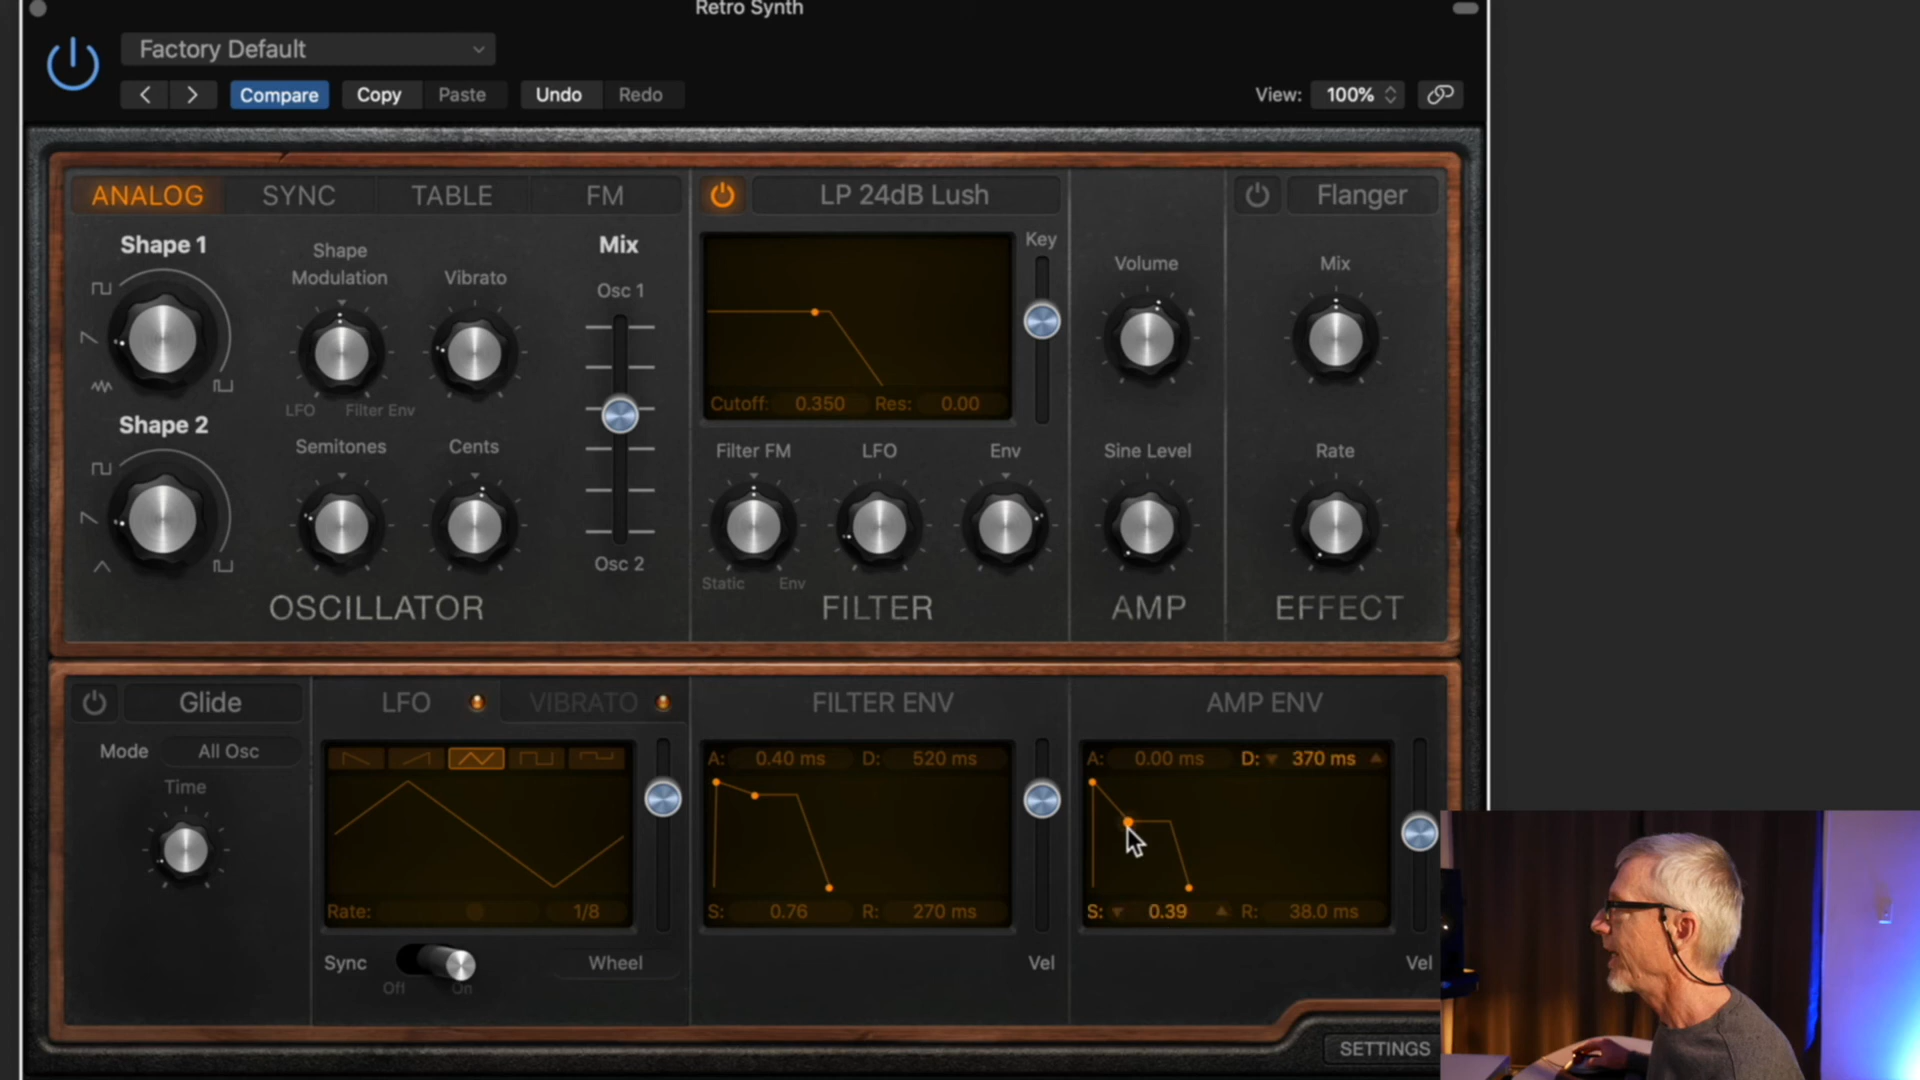 Retro Synth
Factory Default
Compare
Copy
Paste
Undo
Redo
View:
100%
ANALOG
SYNC
TABLE
FM
LP 24dB Lush
Flanger
Shape 1
Shape
Modulation
Vibrato
Mix
Osc 1
Key
Volume
Mix
LFO
Filter Env
Cutoff:
0.350
Res:
0.00
Shape 2
Semitones
Cents
Filter FM
LFO
Env
Sine Level
Rate
Osc 2
Static
Env
OSCILLATOR
FILTER
AMP
EFFECT
Glide
LFO
VIBRATO
FILTER ENV
AMP ENV
Mode
All Osc
A:
0.40 ms
D:
520 ms
A:
0.00 ms
D:
370 ms
Time
Rate:
1/8
S:
0.76
R:
270 ms
S:
0.39
R:
38.0 ms
Sync
Off
On
Wheel
Vel
Vel
SETTINGS